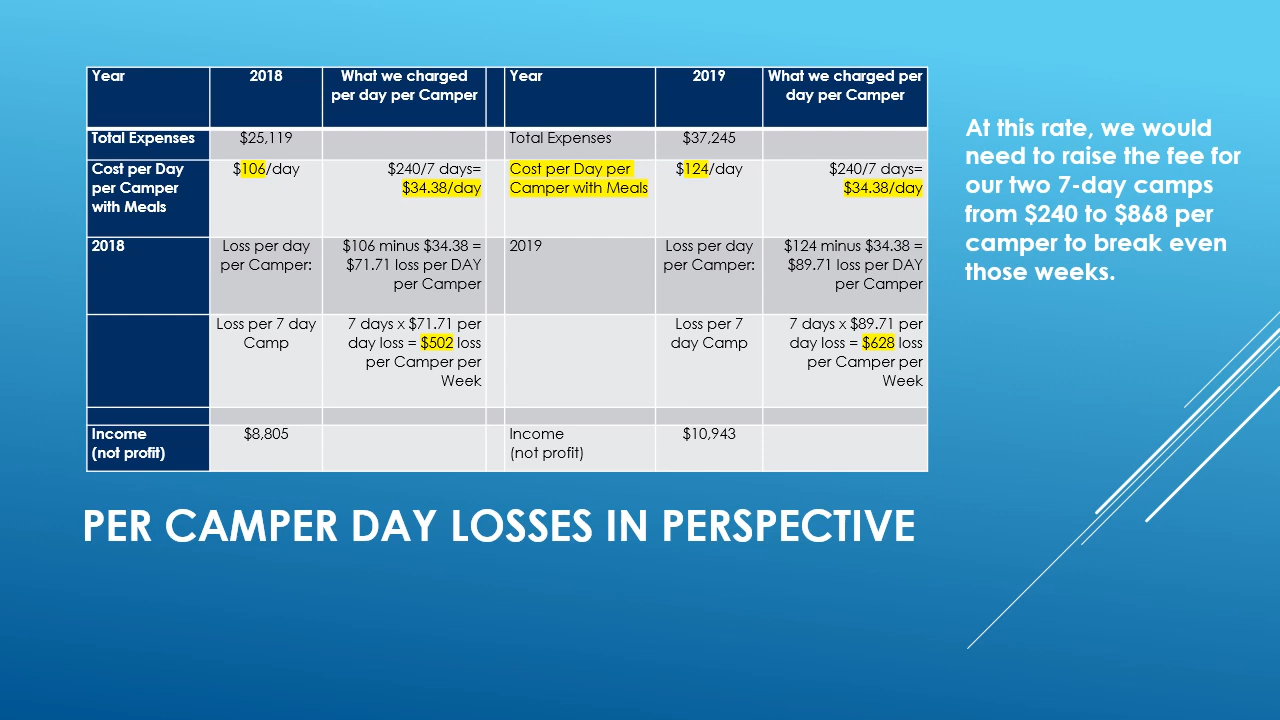 Year 2018 What we charged Year 2019 What we charged per
per day per Camper day per Camper
Total Expenses $25,119 Total Expenses $37,245
Cost per Day $106/day $240/7 days= Cost per Day per $124/day $240/7 days=
per Camper $34.38/day Camper with Meals $34.38/day
with Meals
2018 Loss per day $106 minus $34.38 = 2019 Loss per day $124 minus $34.38 =
per Camper: $71.71 loss per DAY per Camper: $89.71 loss per DAY
per Camper per Camper
Loss per 7 day 7 days x $71.71 per Loss per 7 7 days x $89.71 per
Camp day loss = $502 loss day Camp day loss = $628 loss
per Camper per per Camper per
Week Week
Income $8,805 Income $10,943
(not profit) (not profit)
At this rate, we would
need to raise the fee for
our two 7-day camps
from $240 to $868 per
camper to break even
those weeks.
PER CAMPER DAY LOSSES IN PERSPECTIVE